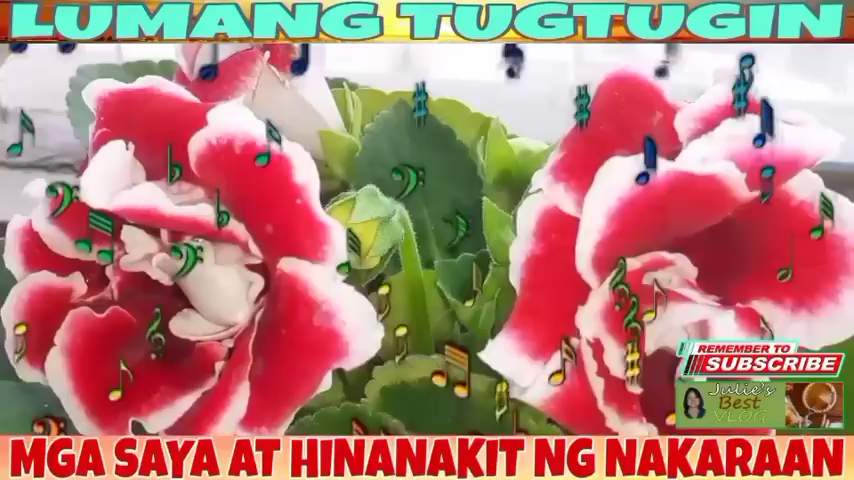 LUMANG TUGTUGIN
REMEMBER TO
SUBSCRIBE
Julie's
Best
VLOG
MGA SAYA AT HINANAKIT NG NAKARAAN